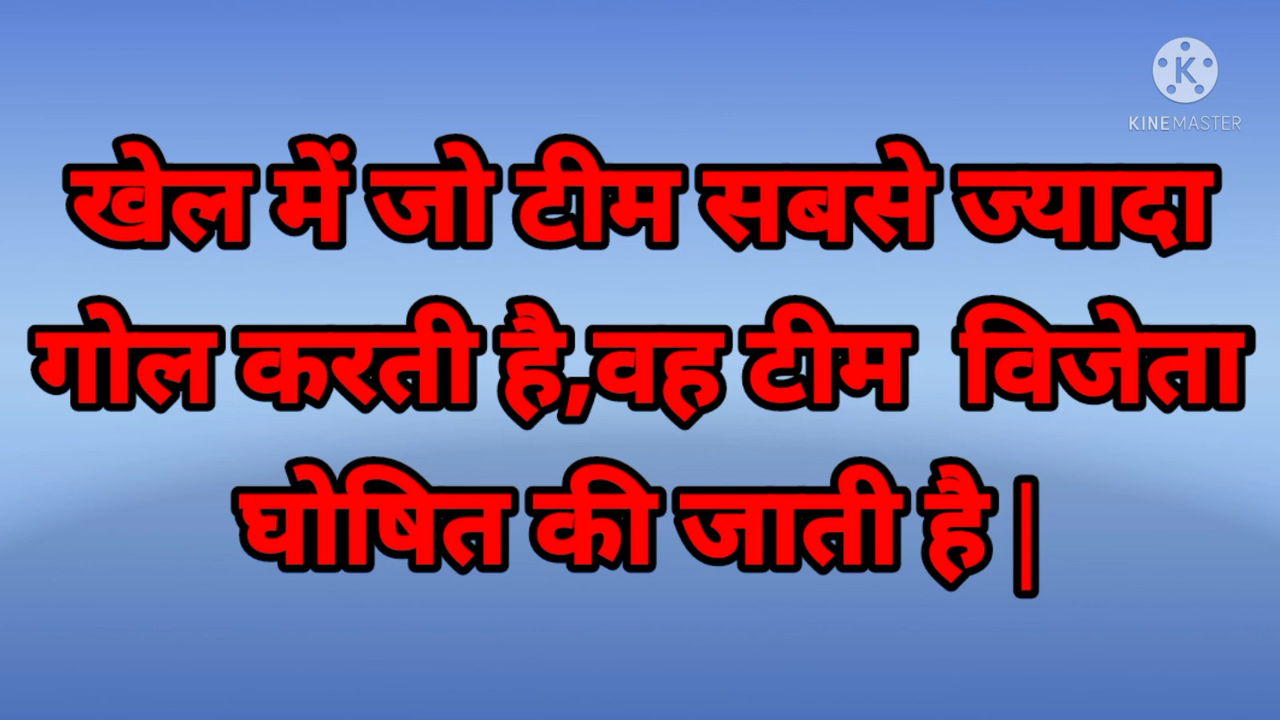 KINEMASTER
खेल में जो टीम सबसे ज्यादा
गोल करती है,वह टीम विजेता
घोषित की जाती है|